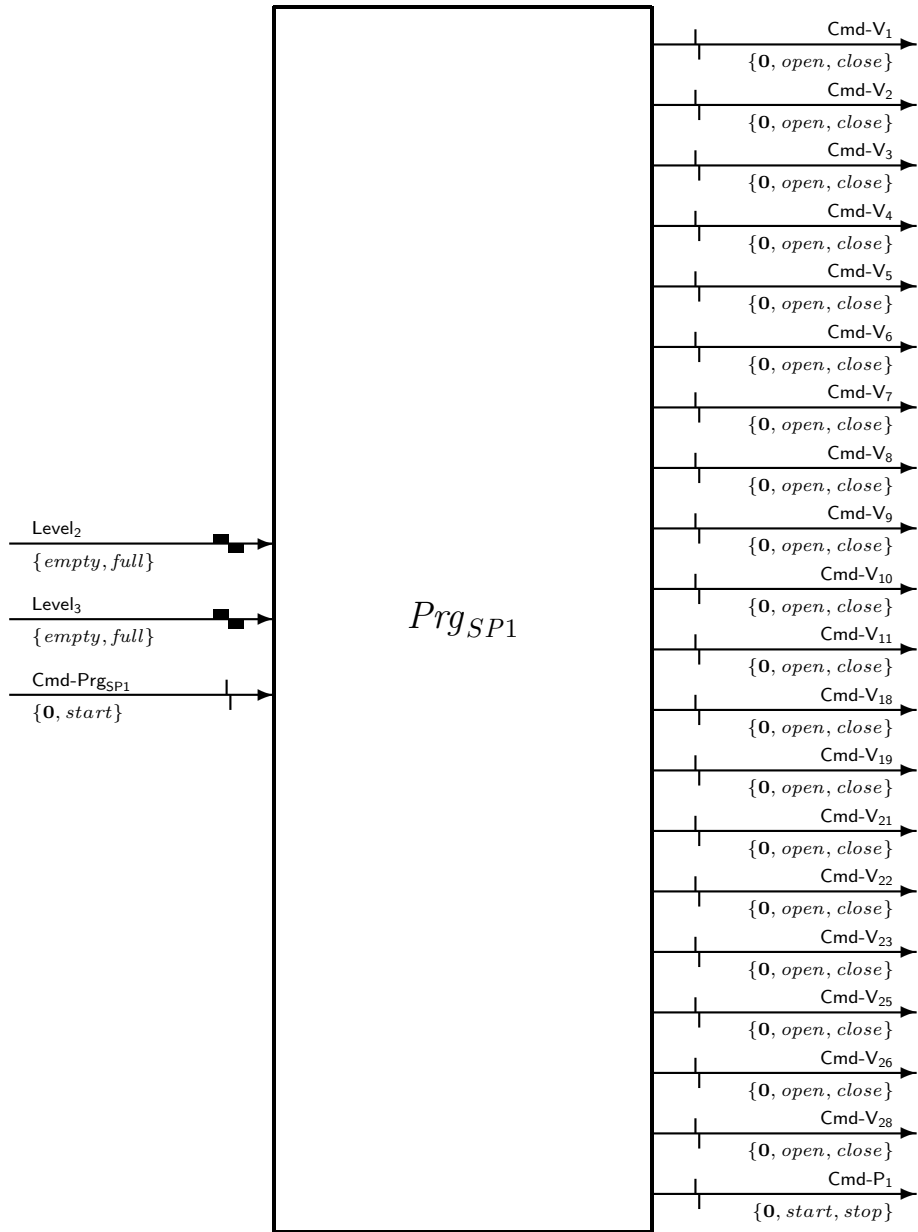 Cmd-V₁
{0, open, close}
Cmd-V₂
{0, open, close}
Cmd-V₃
{0, open, close}
Cmd-V₄
{0, open, close}
Cmd-V₅
{0, open, close}
Cmd-V₆
{0, open, close}
Cmd-V₇
{0, open, close}
Cmd-V₈
{0, open, close}
Cmd-V₉
{0, open, close}
Cmd-V₁₀
{0, open, close}
Cmd-V₁₁
{0, open, close}
Cmd-V₁₈
{0, open, close}
Cmd-V₁₉
{0, open, close}
Cmd-V₂₁
{0, open, close}
Cmd-V₂₂
{0, open, close}
Cmd-V₂₃
{0, open, close}
Cmd-V₂₅
{0, open, close}
Cmd-V₂₆
{0, open, close}
Cmd-V₂₈
{0, open, close}
Cmd-P₁
{0, start, stop}
Level₂
{empty, full}
Level₃
{empty, full}
Cmd-Prg_SP1
{0, start}
Prg_SP1